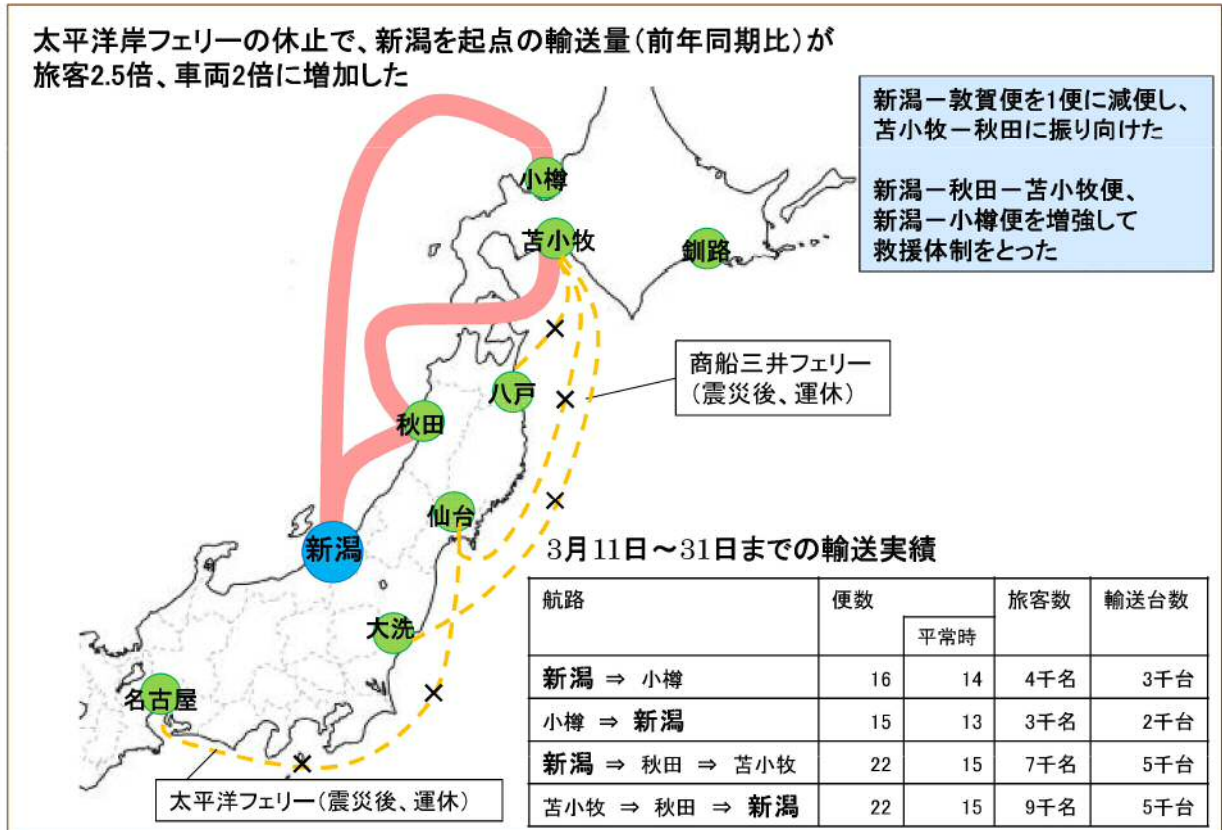 太平洋岸フェリーの休止で、新潟を起点の輸送量(前年同期比)が
旅客2.5倍、車両2倍に増加した
新潟－敦賀便を1便に減便し、
苫小牧－秋田に振り向けた
新潟－秋田－苫小牧便、
新潟－小樽便を増強して
救援体制をとった
小樽
苫小牧
釧路
商船三井フェリー
(震災後、運休)
八戸
秋田
仙台
新潟
大洗
名古屋
太平洋フェリー(震災後、運休)
3月11日～31日までの輸送実績
航路 便数 旅客数 輸送台数
平常時
新潟 ⇒ 小樽 16 14 4千名 3千台
小樽 ⇒ 新潟 15 13 3千名 2千台
新潟 ⇒ 秋田 ⇒ 苫小牧 22 15 7千名 5千台
苫小牧 ⇒ 秋田 ⇒ 新潟 22 15 9千名 5千台